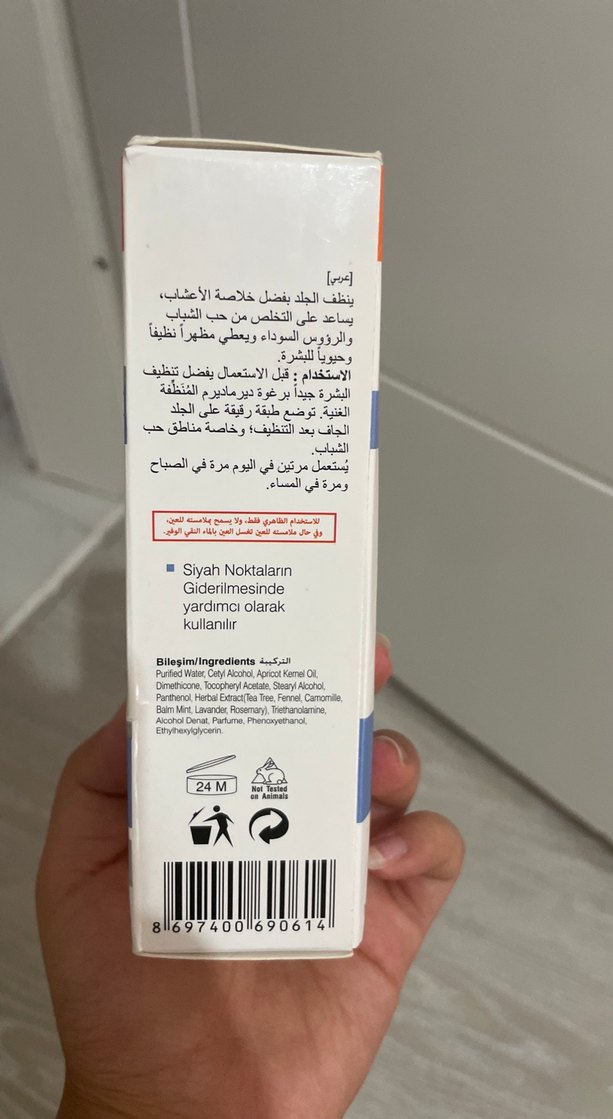 [عربي]
ينظف الجلد بفضل خلاصة الأعشاب،
يساعد على التخلص من حب الشباب
والرؤوس السوداء ويعطي مظهراً نظيفاً
وحيوياً للبشرة.
الاستخدام : قبل الاستعمال يفضل تنظيف
البشرة جيداً برغوة ديرماديرم المُنَظِّفة
الغنية. توضع طبقة رقيقة على الجلد
الجاف بعد التنظيف؛ وخاصة مناطق حب
الشباب.
يُستعمل مرتين في اليوم مرة في الصباح
ومرة في المساء.
للاستخدام الظاهري فقط، ولا يسمح بملامسته للعين،
وفي حال ملامسته للعين تغسل العين بالماء النقي الوفير.
Siyah Noktaların
Giderilmesinde
yardımcı olarak
kullanılır
Bileşim/Ingredients التركيبة
Purified Water, Cetyl Alcohol, Apricot Kernel Oil,
Dimethicone, Tocopheryl Acetate, Stearyl Alcohol,
Panthenol, Herbal Extract(Tea Tree, Fennel, Camomille,
Balm Mint, Lavander, Rosemary), Triethanolamine,
Alcohol Denat, Parfume, Phenoxyethanol,
Ethylhexylglycerin.
24 M
Not Tested
on Animals
8 697400 690614